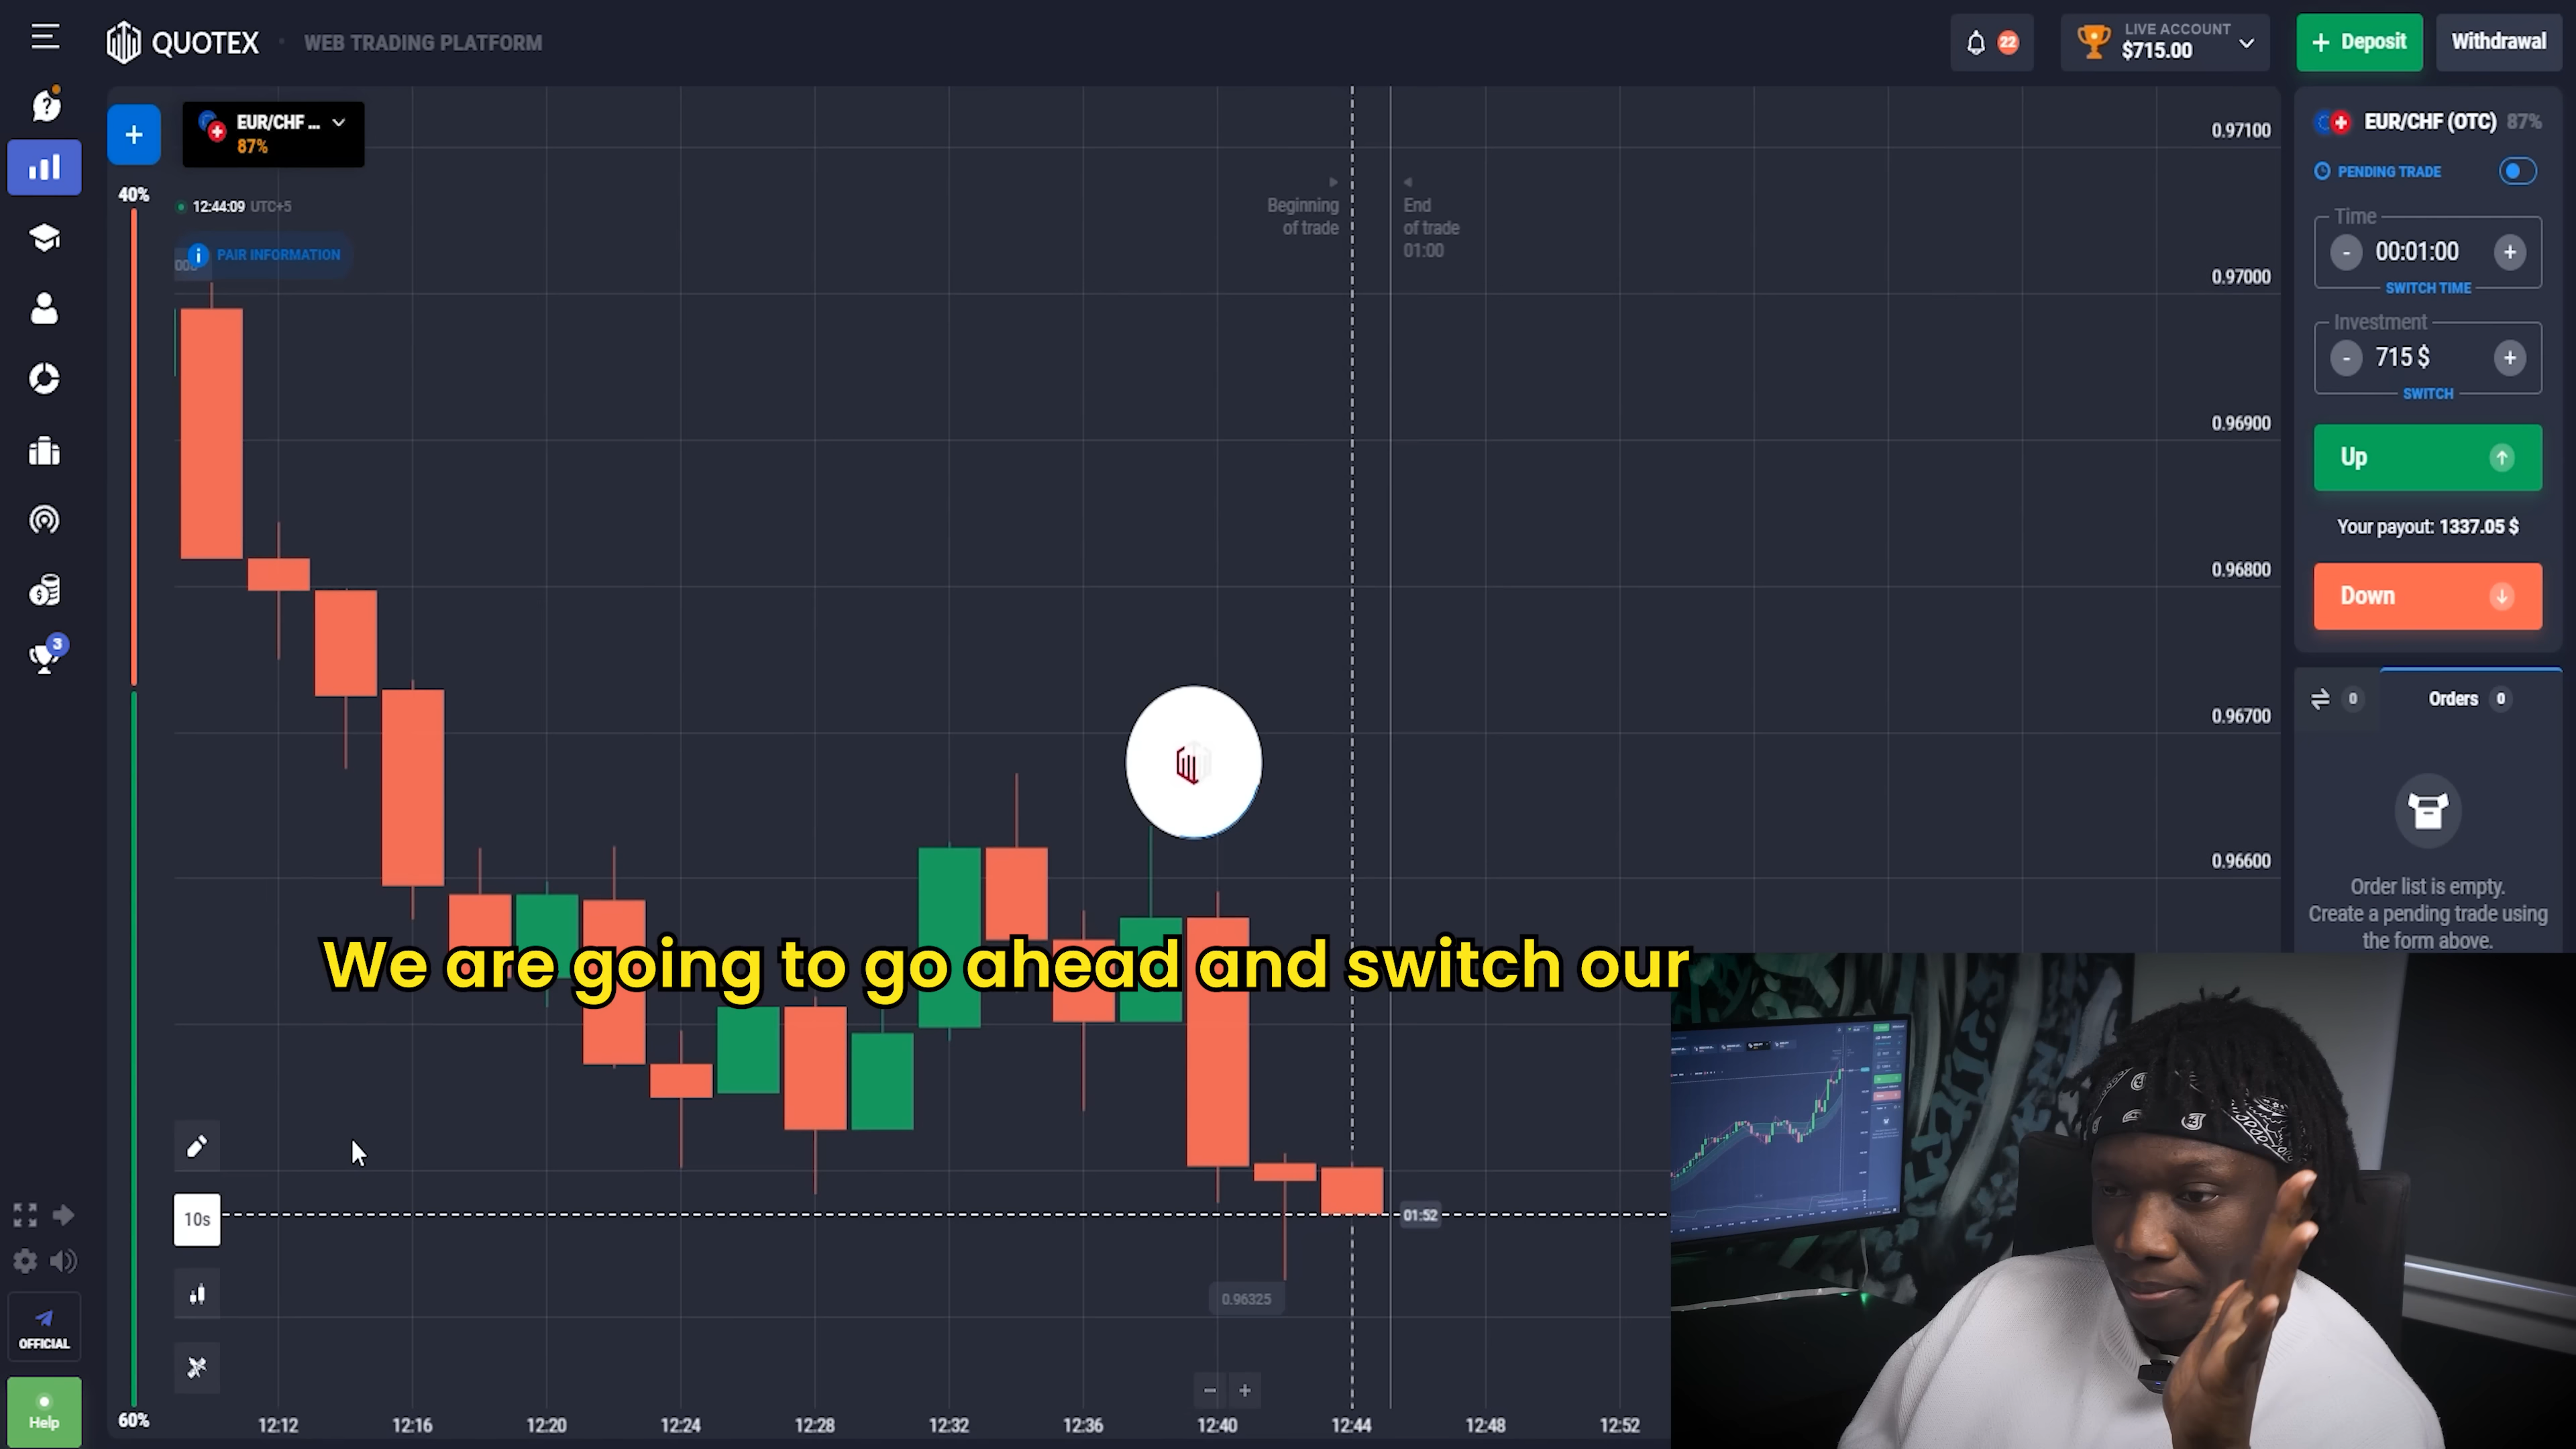 QUOTEX
WEB TRADING PLATFORM
22
LIVE ACCOUNT
$715.00
+ Deposit
Withdrawal
+
EUR/CHF ...
87%
40%
12:44:09 UTC+5
PAIR INFORMATION
Beginning
of trade
End
of trade
01:00
0.97100
0.97000
0.96900
0.96800
0.96700
0.96600
EUR/CHF (OTC) 87%
PENDING TRADE
Time
- 00:01:00 +
SWITCH TIME
Investment
- 715 $ +
SWITCH
Up
Your payout: 1337.05 $
Down
0
Orders 0
Order list is empty.
Create a pending trade using
the form above.
3
We are going to go ahead and switch our
10s
01:52
0.96325
- +
OFFICIAL
Help
60%
12:12
12:16
12:20
12:24
12:28
12:32
12:36
12:40
12:44
12:48
12:52